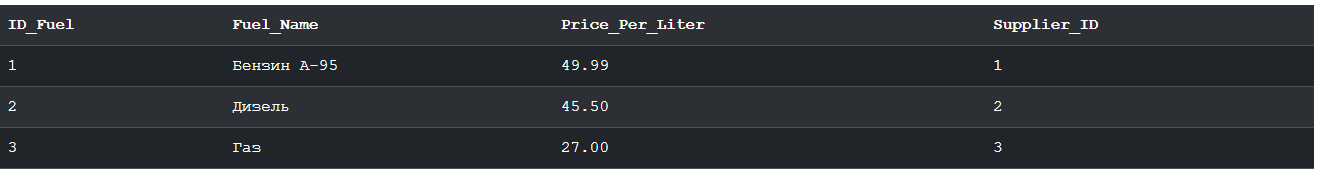 ID_Fuel Fuel_Name Price_Per_Liter Supplier_ID
1 Бензин А-95 49.99 1
2 Дизель 45.50 2
3 Газ 27.00 3